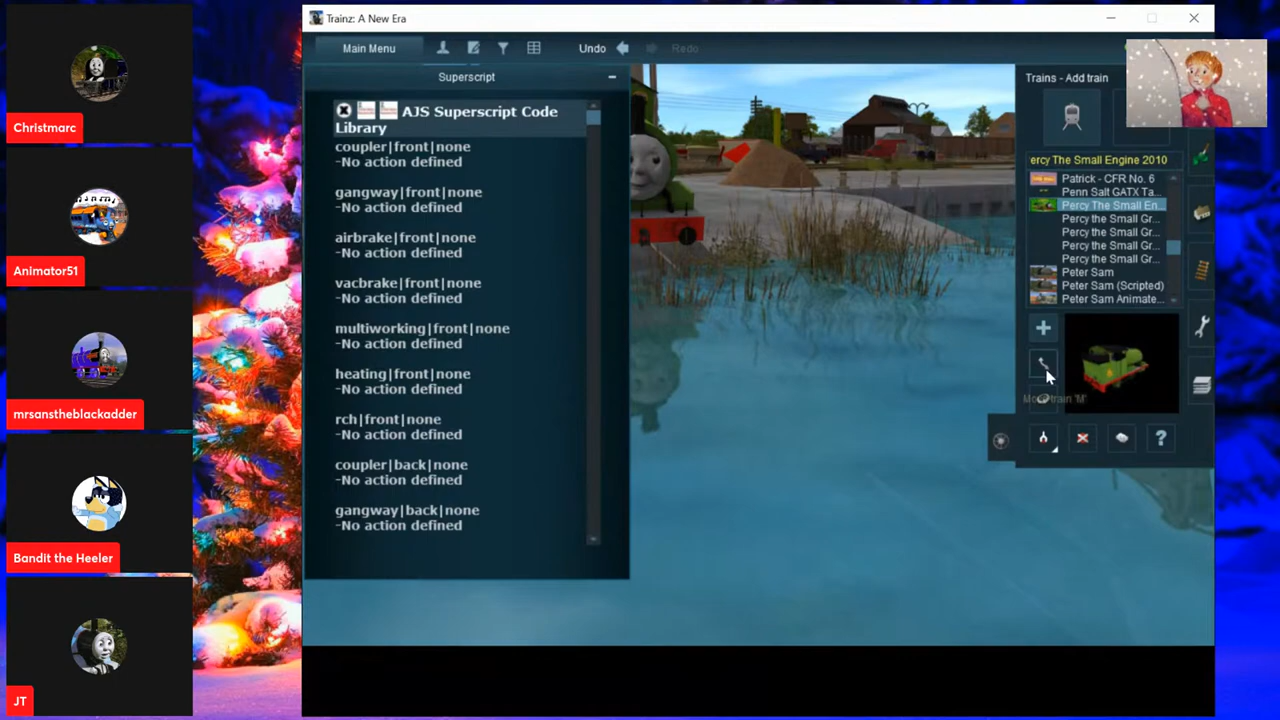 Christmarc
Animator51
mrsanstheblackadder
Bandit the Heeler
JT
Trainz: A New Era
Main Menu
Undo
Redo
Superscript
AJS Superscript Code
Library
coupler|front|none
-No action defined
gangway|front|none
-No action defined
airbrake|front|none
-No action defined
vacbrake|front|none
-No action defined
multiworking|front|none
-No action defined
heating|front|none
-No action defined
rch|front|none
-No action defined
coupler|back|none
-No action defined
gangway|back|none
-No action defined
Trains - Add train
ercy The Small Engine 2010
Patrick - CFR No. 6
Penn Salt GATX Ta...
Percy The Small En...
Percy the Small Gr...
Percy the Small Gr...
Percy the Small Gr...
Percy the Small Gr...
Peter Sam
Peter Sam (Scripted)
Peter Sam Animate...
Move train 'M'
?